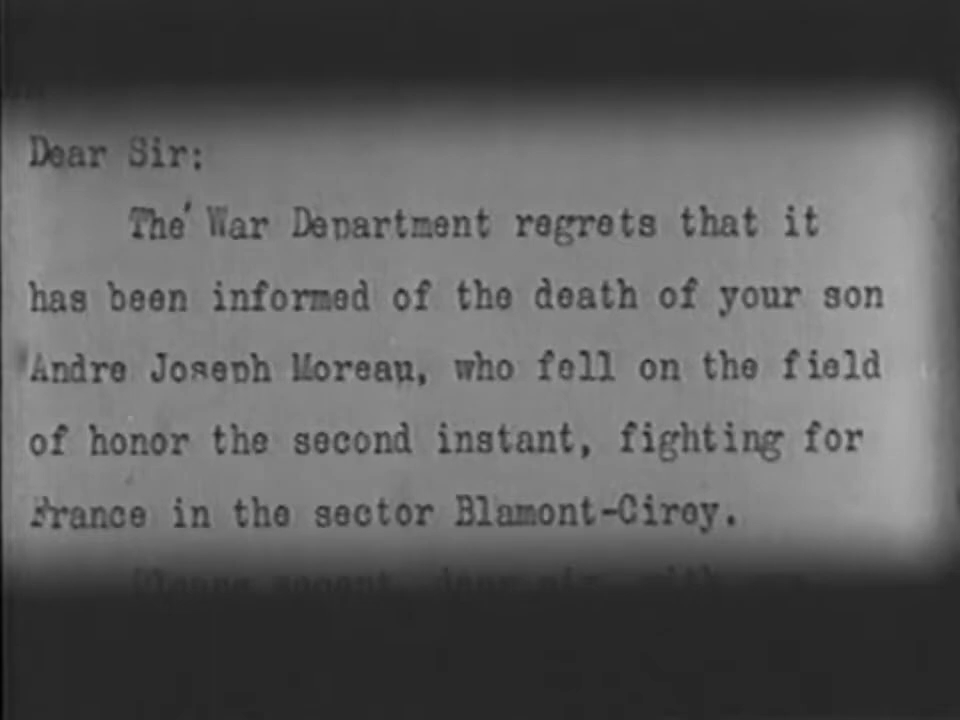 Dear Sir:
The War Department regrets that it
has been informed of the death of your son
Andre Joseph Moreau, who fell on the field
of honor the second instant, fighting for
France in the sector Blamont-Cirey.